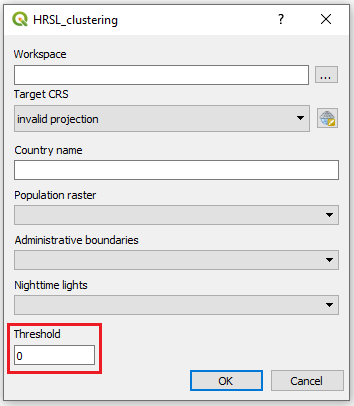 HRSL_clustering
?
Workspace
...
Target CRS
invalid projection
Country name
Population raster
Administrative boundaries
Nighttime lights
Threshold
0
OK Cancel